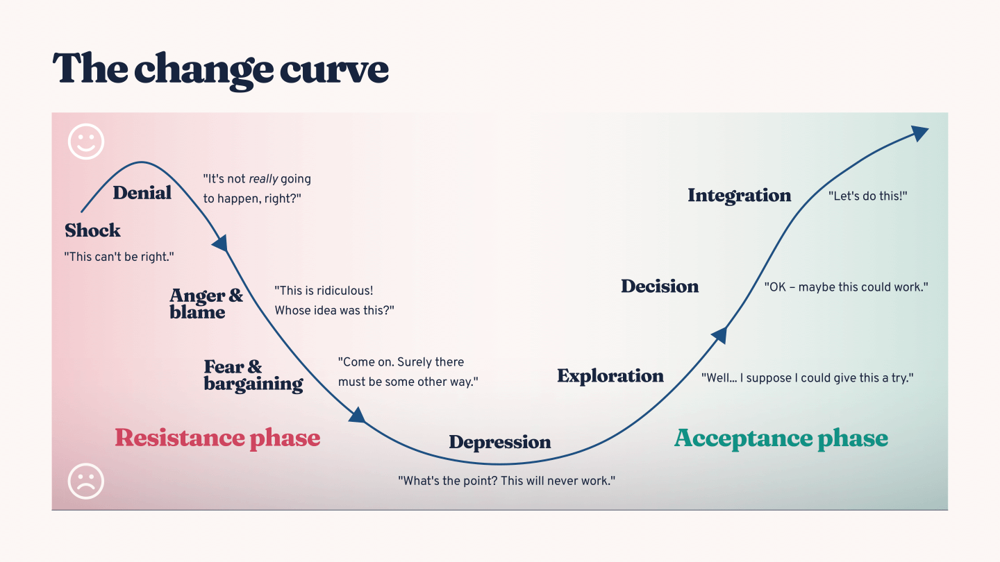 The change curve
Denial
"It's not really going
to happen, right?"
Shock
"This can't be right."
Anger &
blame
"This is ridiculous!
Whose idea was this?"
Fear &
bargaining
"Come on. Surely there
must be some other way."
Resistance phase
Depression
"What's the point? This will never work."
Exploration
"Well... I suppose I could give this a try."
Acceptance phase
Decision
"OK – maybe this could work."
Integration
"Let's do this!"